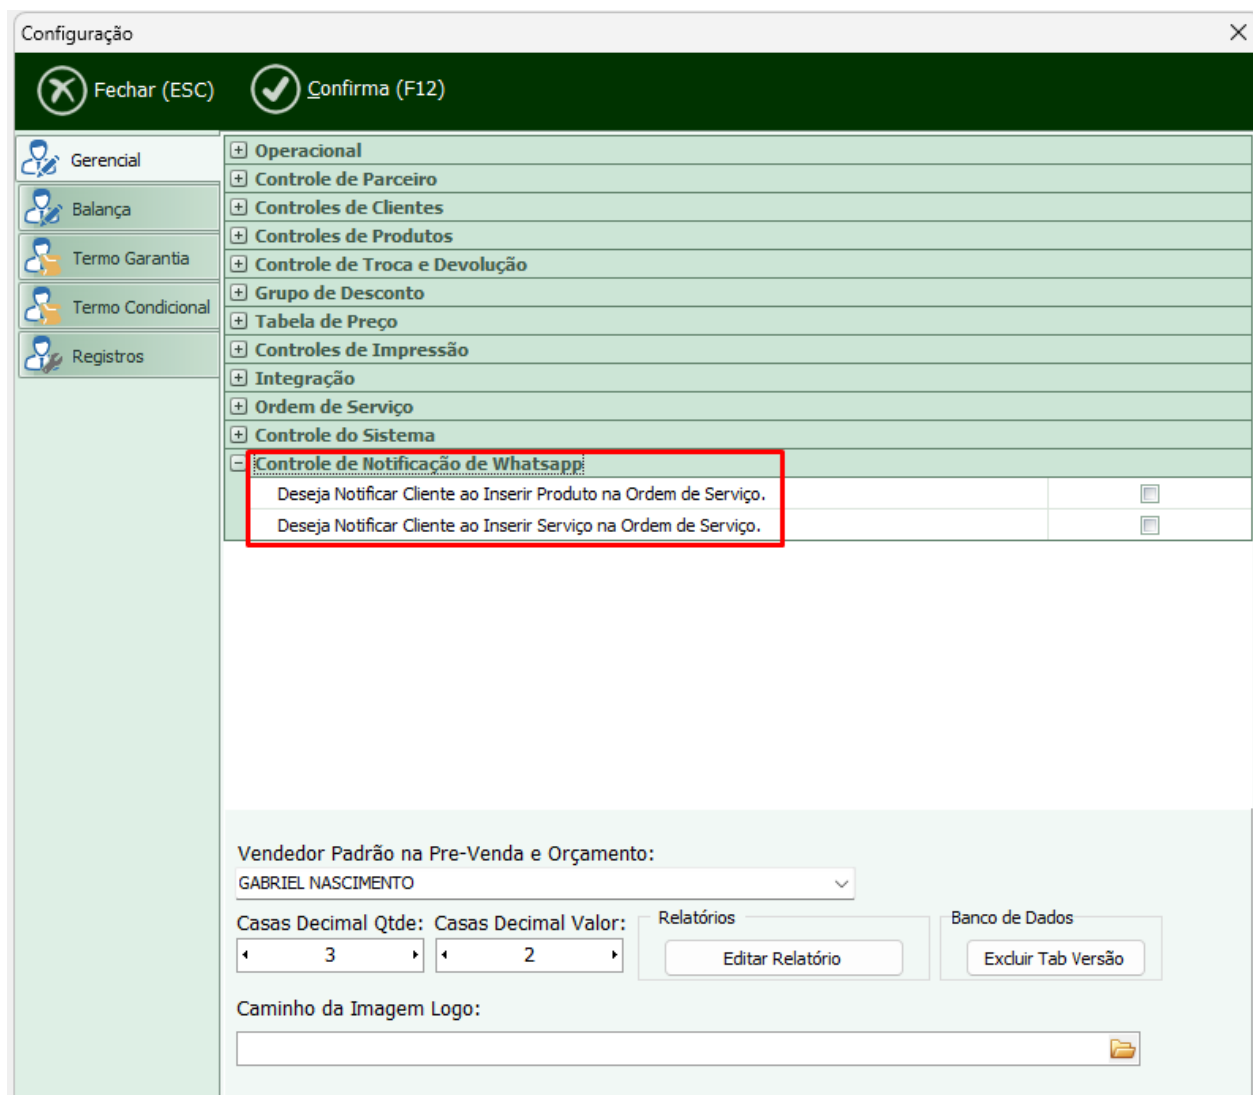 Configuração
Fechar (ESC)
Confirma (F12)
Gerencial
Balança
Termo Garantia
Termo Condicional
Registros
Operacional
Controle de Parceiro
Controles de Clientes
Controles de Produtos
Controle de Troca e Devolução
Grupo de Desconto
Tabela de Preço
Controles de Impressão
Integração
Ordem de Serviço
Controle do Sistema
Controle de Notificação de Whatsapp
Deseja Notificar Cliente ao Inserir Produto na Ordem de Serviço.
Deseja Notificar Cliente ao Inserir Serviço na Ordem de Serviço.
Vendedor Padrão na Pre-Venda e Orçamento:
GABRIEL NASCIMENTO
Casas Decimal Qtde: Casas Decimal Valor: Relatórios Banco de Dados
3 2 Editar Relatório Excluir Tab Versão
Caminho da Imagem Logo: